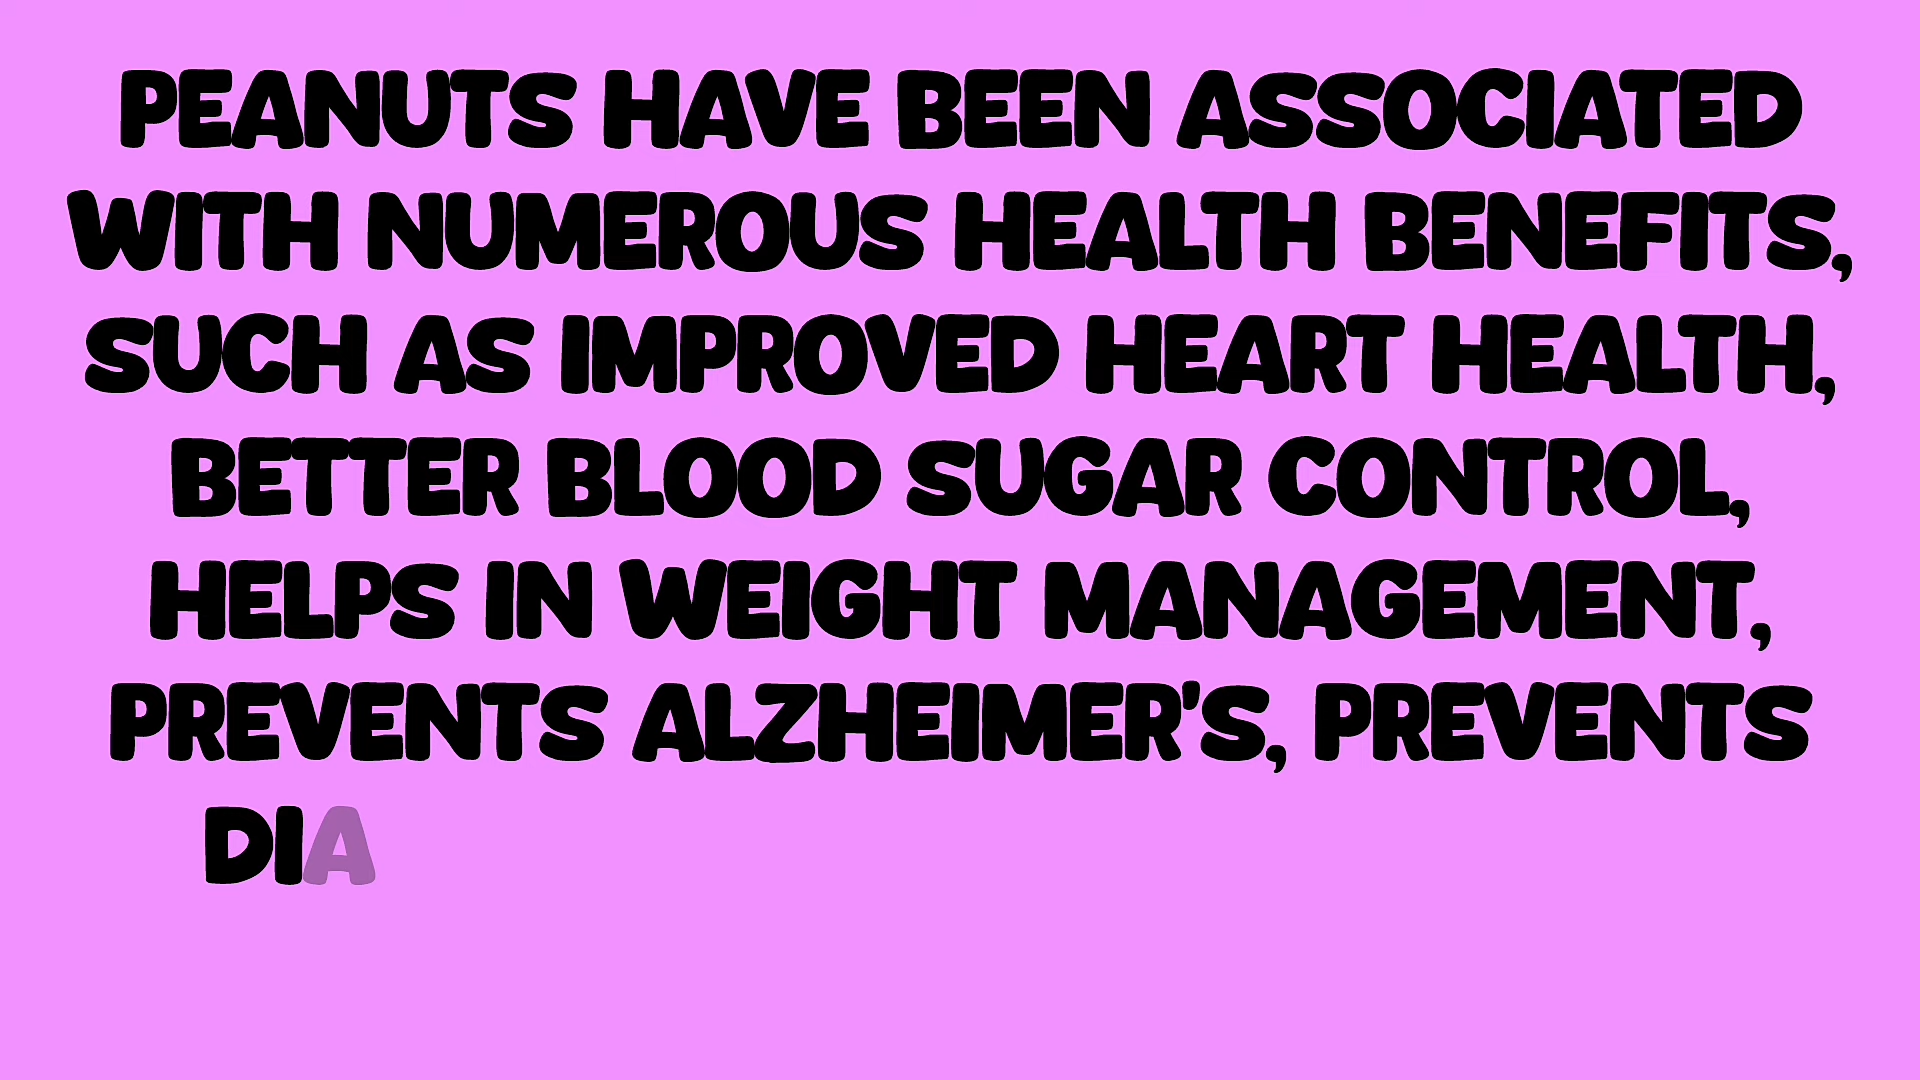 PEANUTS HAVE BEEN ASSOCIATED
WITH NUMEROUS HEALTH BENEFITS,
SUCH AS IMPROVED HEART HEALTH,
BETTER BLOOD SUGAR CONTROL,
HELPS IN WEIGHT MANAGEMENT,
PREVENTS ALZHEIMER'S, PREVENTS
DIA